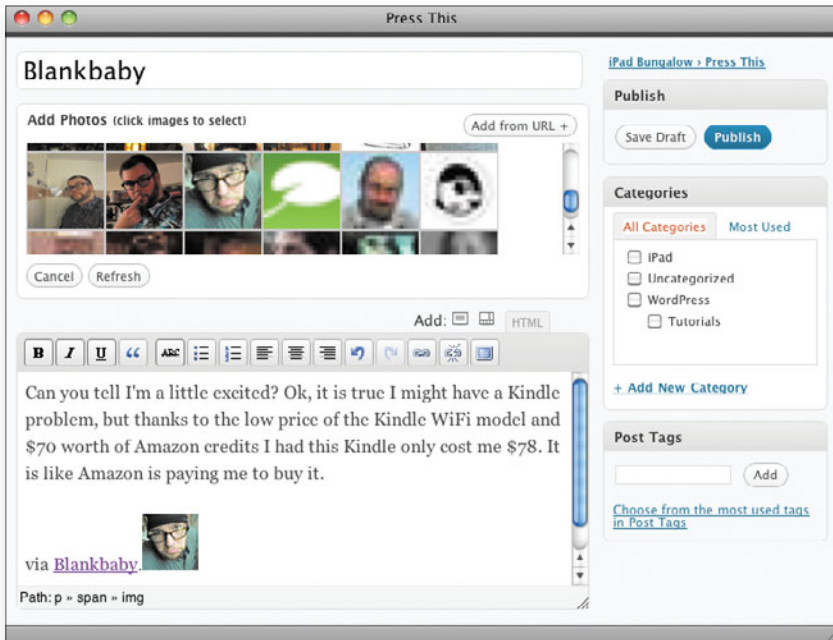 Press This
Blankbaby
Add Photos (click images to select)
Add from URL +
Cancel
Refresh
Add:
HTML
B I U “ ABC
Can you tell I'm a little excited? Ok, it is true I might have a Kindle
problem, but thanks to the low price of the Kindle WiFi model and
$70 worth of Amazon credits I had this Kindle only cost me $78. It
is like Amazon is paying me to buy it.
via Blankbaby.
Path: p » span » img
iPad Bungalow › Press This
Publish
Save Draft
Publish
Categories
All Categories
Most Used
iPad
Uncategorized
WordPress
Tutorials
+ Add New Category
Post Tags
Add
Choose from the most used tags
in Post Tags